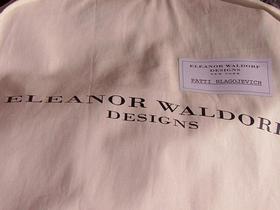 ELEANOR WALDORF
DESIGNS
NEW YORK
PATTI BLAGOJEVICH
ELEANOR WALDORF
DESIGNS